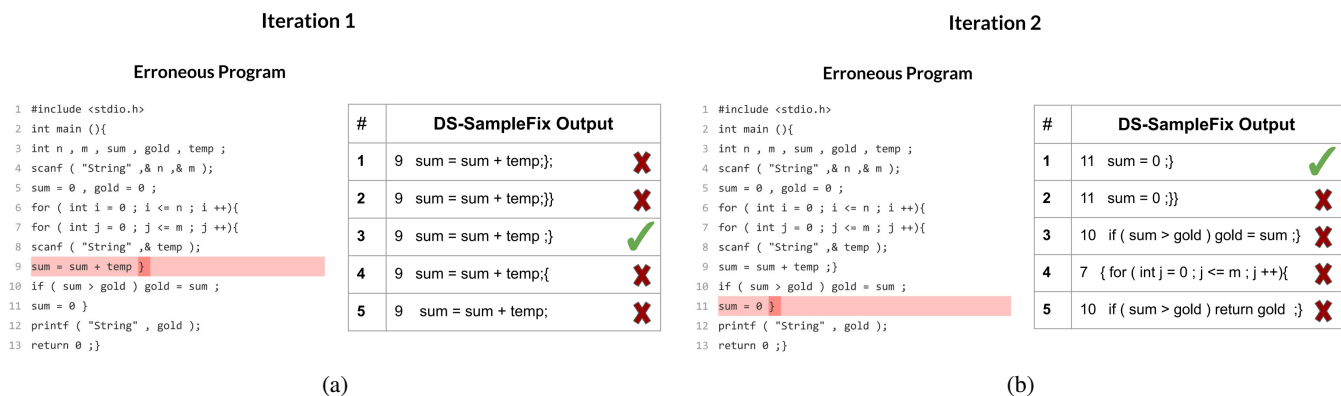 Iteration 1
Erroneous Program
1 #include <stdio.h>
2 int main (){
3 int n , m , sum , gold , temp ;
4 scanf ( "String" ,& n ,& m );
5 sum = 0 , gold = 0 ;
6 for ( int i = 0 ; i <= n ; i ++){
7 for ( int j = 0 ; j <= m ; j ++){
8 scanf ( "String" ,& temp );
9 sum = sum + temp }
10 if ( sum > gold ) gold = sum ;
11 sum = 0 }
12 printf ( "String" , gold );
13 return 0 ;}
# DS-SampleFix Output
1 9 sum = sum + temp;};
2 9 sum = sum + temp;}}
3 9 sum = sum + temp ;}
4 9 sum = sum + temp;{
5 9 sum = sum + temp;
(a)
Iteration 2
Erroneous Program
1 #include <stdio.h>
2 int main (){
3 int n , m , sum , gold , temp ;
4 scanf ( "String" ,& n ,& m );
5 sum = 0 , gold = 0 ;
6 for ( int i = 0 ; i <= n ; i ++){
7 for ( int j = 0 ; j <= m ; j ++){
8 scanf ( "String" ,& temp );
9 sum = sum + temp ;}
10 if ( sum > gold ) gold = sum ;
11 sum = 0 }
12 printf ( "String" , gold );
13 return 0 ;}
# DS-SampleFix Output
1 11 sum = 0 ;}
2 11 sum = 0 ;}}
3 10 if ( sum > gold ) gold = sum ;}
4 7 { for ( int j = 0 ; j <= m ; j ++){
5 10 if ( sum > gold ) return gold ;}
(b)